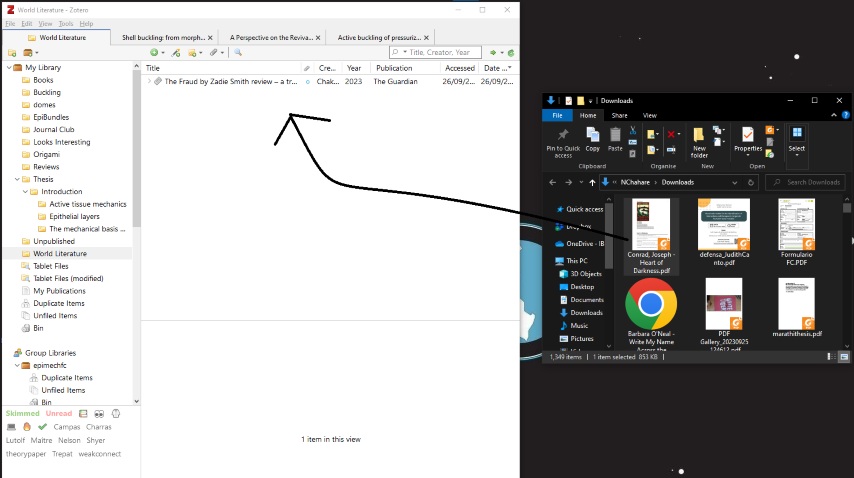 World Literature - Zotero
File Edit View Tools Help
World Literature
Shell buckling: from morph...
A Perspective on the Reviva...
Active buckling of pressuriz...
Title, Creator, Year
Title Cre... Year Publication Accessed Date ...
The Fraud by Zadie Smith review – a tr... Chak... 2023 The Guardian 26/09/2... 26/09/2...
My Library
Books
Buckling
domes
EpiBundles
Journal Club
Looks Interesting
Origami
Reviews
Thesis
Introduction
Active tissue mechanics
Epithelial layers
The mechanical basis ...
Unpublished
World Literature
Tablet Files
Tablet Files (modified)
My Publications
Duplicate Items
Unfiled Items
Bin
Group Libraries
epimechfc
Duplicate Items
Unfiled Items
Bin
Skimmed Unread
Campas Charras
Lutolf Maitre Nelson Shyer
theorypaper Trepat weakconnect
1 item in this view
Downloads
File Home Share View
Pin to Quick access
Copy
Paste
New folder
Properties
Open
Select
Clipboard
Organise
New
Open
NChahare Downloads
Search Downloads
Quick access
Dropbox
OneDrive - IB
This PC
3D Objects
Desktop
Documents
Downloads
Music
Pictures
Conrad, Joseph -
Heart of
Darkness.pdf
defensa_JudithCa
nto.pdf
Formulario
FC.PDF
Barbara O'Neal -
Write My Name
Across the
PDF
Gallery_20230925
marathithesis.pdf
1,349 items 1 item selected 853 KB